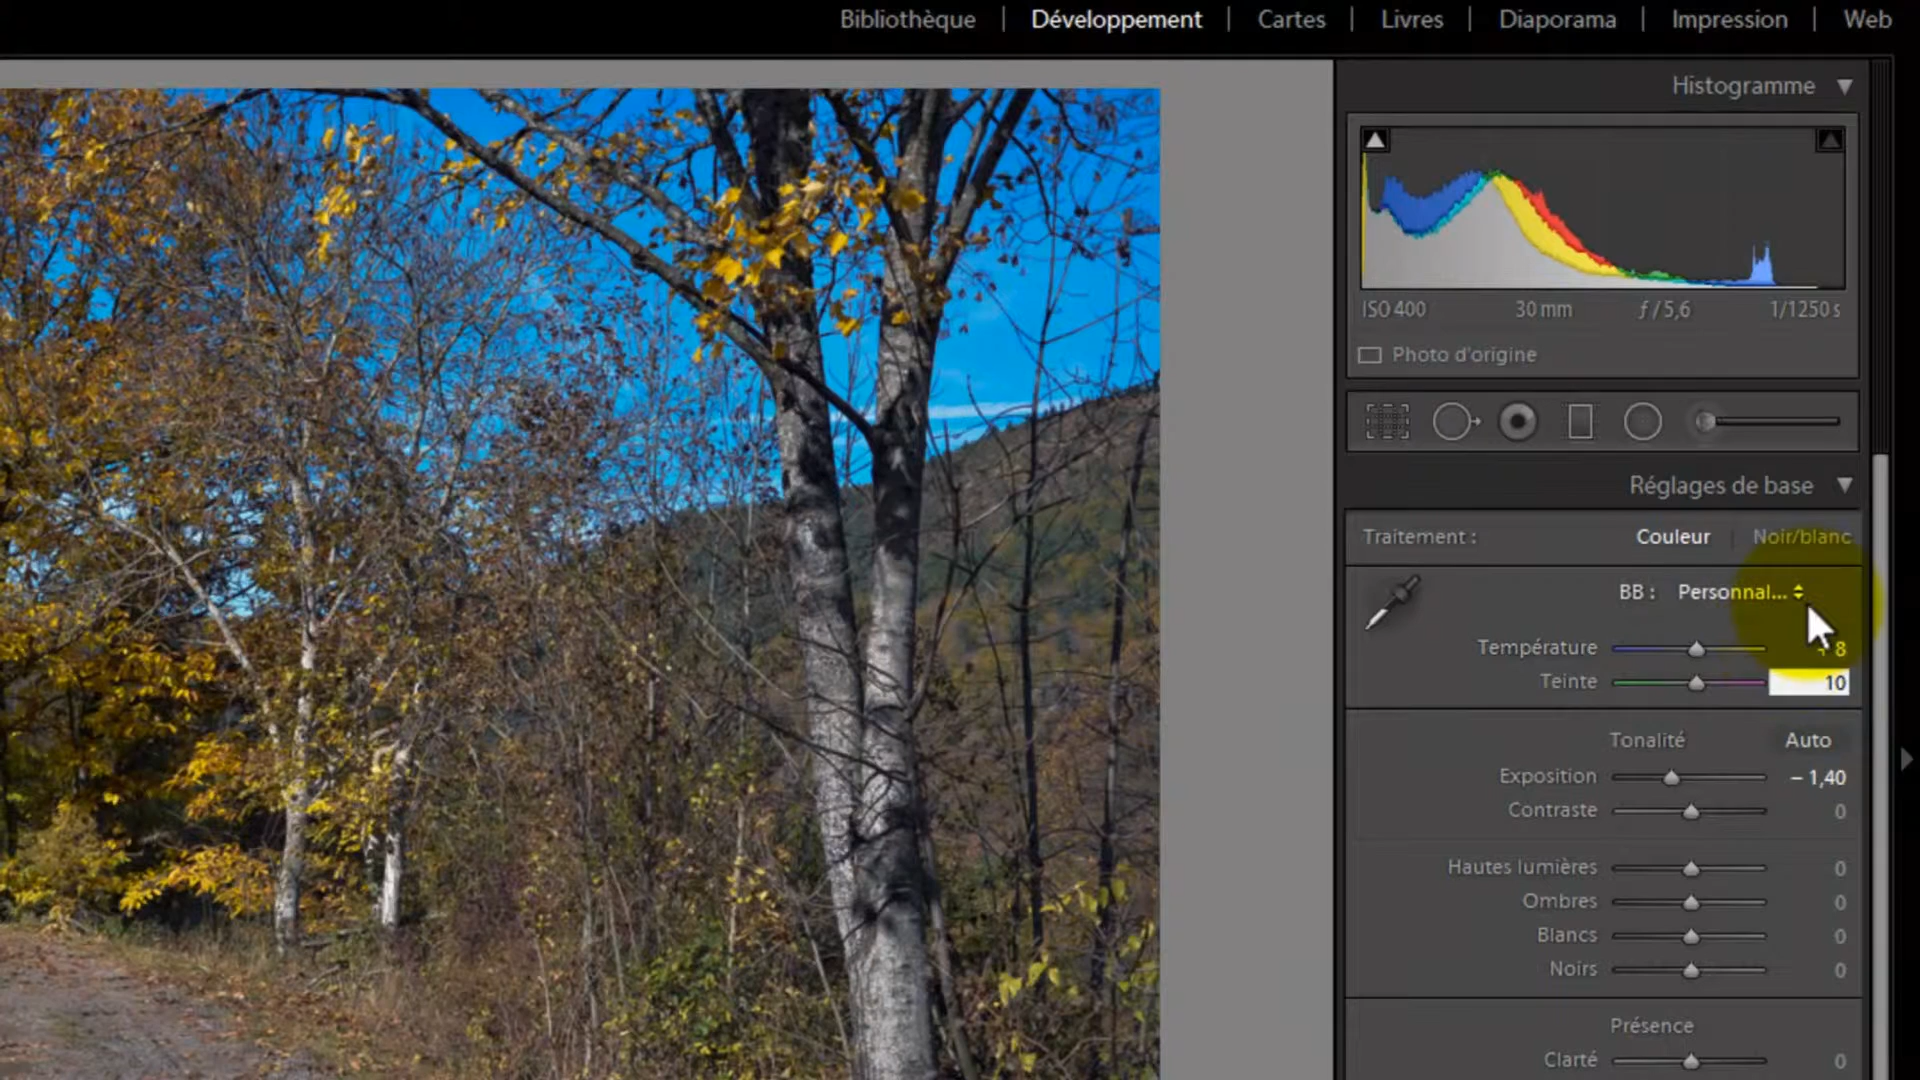 Bibliothèque | Développement | Cartes | Livres | Diaporama | Impression | Web
Histogramme
ISO 400 30 mm ƒ / 5,6 1/1250 s
Photo d'origine
Réglages de base
Traitement : Couleur | Noir/blanc
BB : Personnal...
Température + 8
Teinte 10
Tonalité Auto
Exposition – 1,40
Contraste 0
Hautes lumières 0
Ombres 0
Blancs 0
Noirs 0
Présence
Clarté 0